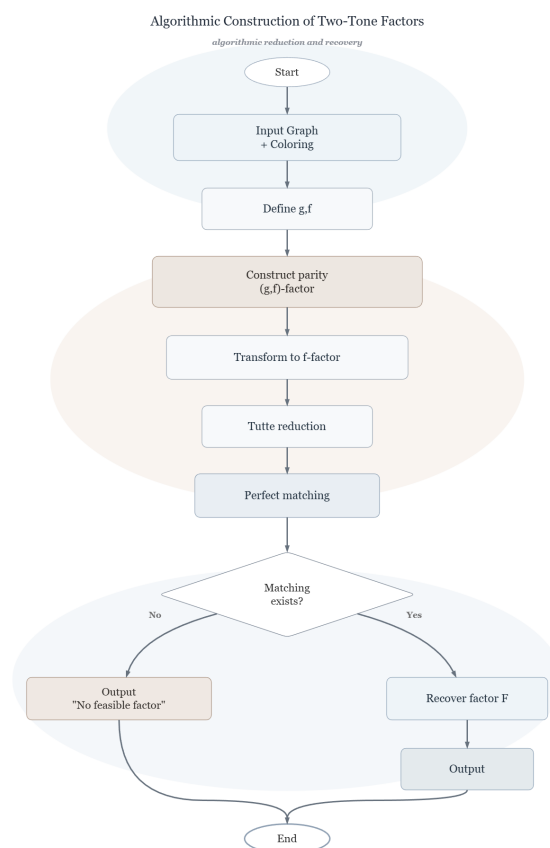 Algorithmic Construction of Two-Tone Factors
algorithmic reduction and recovery
Start
Input Graph
+ Coloring
Define g,f
Construct parity
(g,f)-factor
Transform to f-factor
Tutte reduction
Perfect matching
Matching
exists?
No
Yes
Output
"No feasible factor"
Recover factor F
Output
End